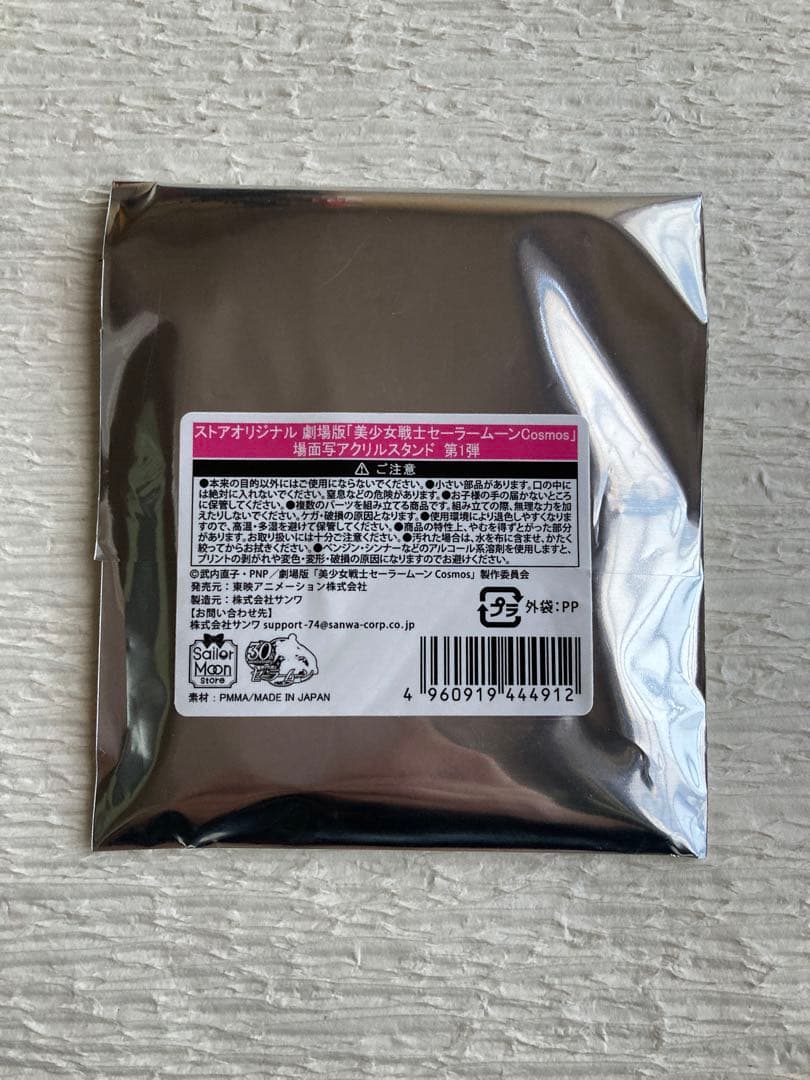 ストアオリジナル 劇場版「美少女戦士セーラームーンCosmos」
場面写アクリルスタンド 第1弾
⚠ご注意
●本来の目的以外にはご使用にならないでください。●小さい部品があります。口の中に
は絶対に入れないでください。窒息などの危険があります。●お子様の手の届かないところ
に保管してください。●複数のパーツを組み立てる商品です。組み立ての際、無理な力を加
えたりしないでください。ケガ・破損の原因となります。●使用環境により退色しやすくなりま
すので、高温・多湿を避けて保管してください。●商品の特性上、やむを得ずとがった部分
があります。お取り扱いには十分ご注意ください。●汚れた場合は、水を布に含ませ、かたく
絞ってからお拭きください。●ベンジン・シンナーなどのアルコール系溶剤を使用しますと、
プリントの剥がれや変色・変形・破損の原因になりますのでお避けください。
©武内直子・PNP/劇場版「美少女戦士セーラームーン Cosmos」製作委員会
発売元:東映アニメーション株式会社
製造元:株式会社サンワ
【お問い合わせ先】
株式会社サンワ support-74@sanwa-corp.co.jp
プラ 外袋:PP
Sailor
Moon
Store
30
セーラームーン
4 960919 444912
素材:PMMA/MADE IN JAPAN